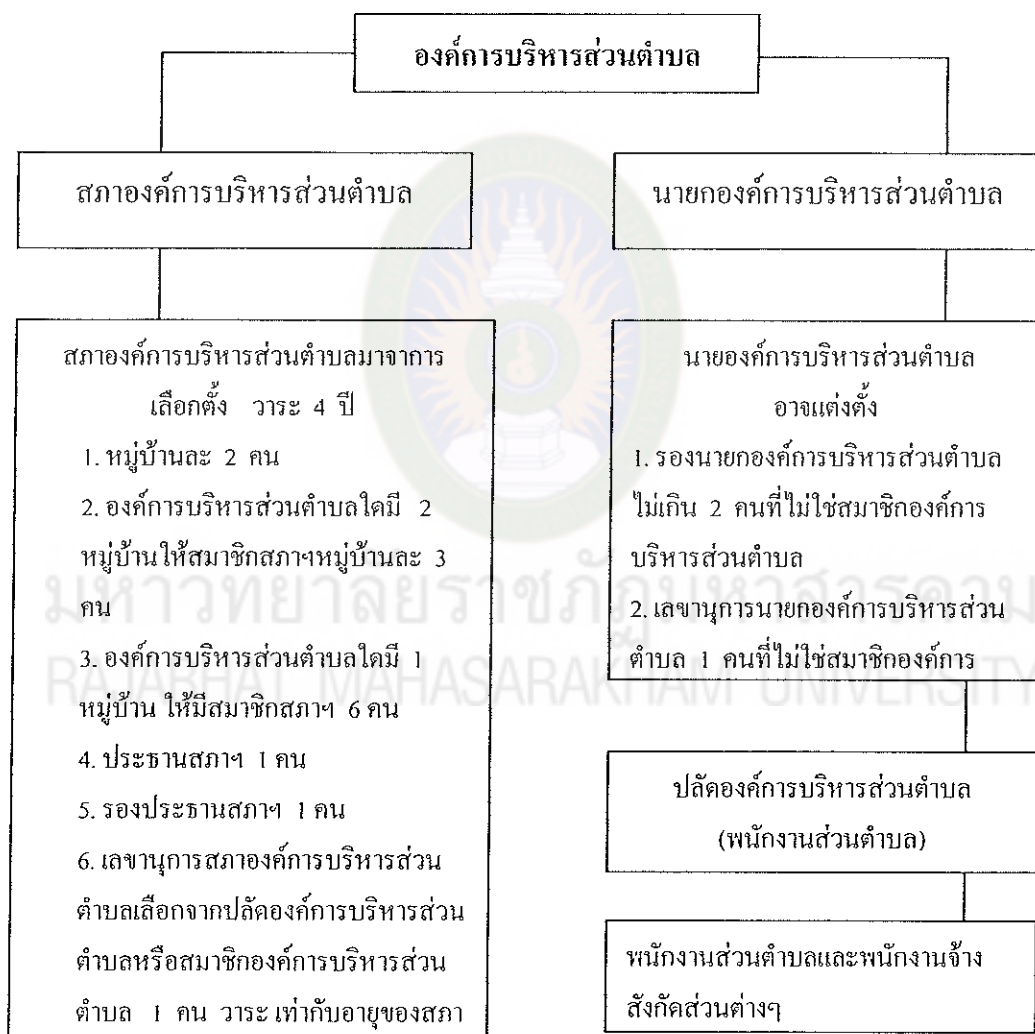 องค์การบริหารส่วนตำบล
สภาองค์การบริหารส่วนตำบล
นายกองค์การบริหารส่วนตำบล
สภาองค์การบริหารส่วนตำบลมาจาการ
เลือกตั้ง วาระ 4 ปี
1. หมู่บ้านละ 2 คน
2. องค์การบริหารส่วนตำบลใดมี 2
หมู่บ้านให้สมาชิกสภาฯหมู่บ้านละ 3
คน
3. องค์การบริหารส่วนตำบลใดมี 1
หมู่บ้าน ให้มีสมาชิกสภาฯ 6 คน
4. ประธานสภาฯ 1 คน
5. รองประธานสภาฯ 1 คน
6. เลขานุการสภาองค์การบริหารส่วน
ตำบลเลือกจากปลัดองค์การบริหารส่วน
ตำบลหรือสมาชิกองค์การบริหารส่วน
ตำบล 1 คน วาระ เท่ากับอายุของสภา
นายองค์การบริหารส่วนตำบล
อาจแต่งตั้ง
1. รองนายกองค์การบริหารส่วนตำบล
ไม่เกิน 2 คนที่ไม่ใช่สมาชิกองค์การ
บริหารส่วนตำบล
2. เลขานุการนายกองค์การบริหารส่วน
ตำบล 1 คนที่ไม่ใช่สมาชิกองค์การ
ปลัดองค์การบริหารส่วนตำบล
(พนักงานส่วนตำบล)
พนักงานส่วนตำบลและพนักงานจ้าง
สังกัดส่วนต่างๆ
มหาวิทยาลัยราชภัฏมหาสารคาม
RAJABHAT MAHASARAKHAM UNIVERSITY